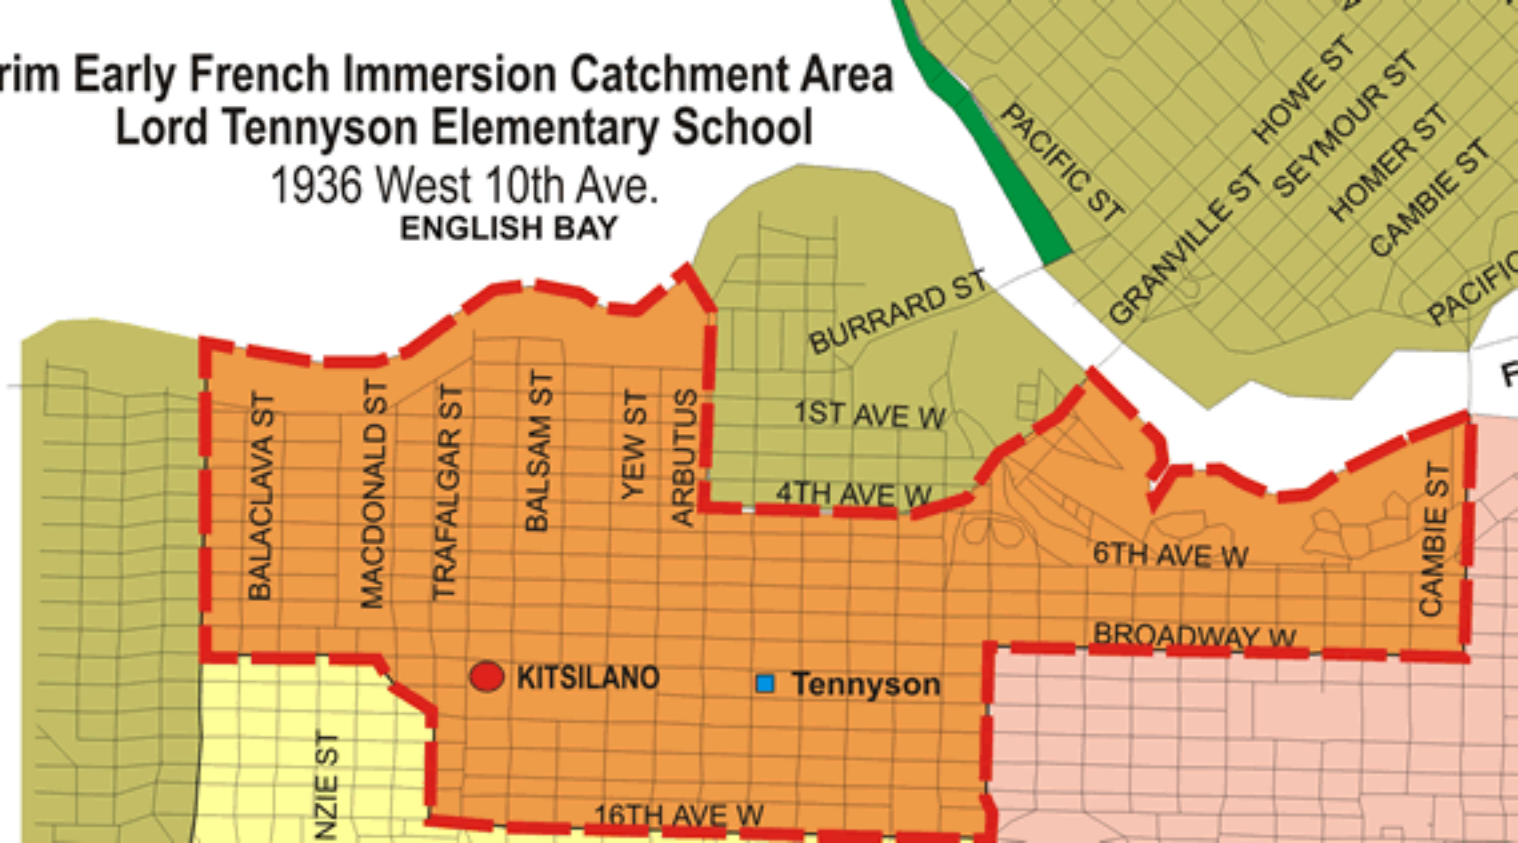 rim Early French Immersion Catchment Area
Lord Tennyson Elementary School
1936 West 10th Ave.
ENGLISH BAY
PACIFIC ST
HOWE ST
SEYMOUR ST
HOMER ST
CAMBIE ST
GRANVILLE ST
PACIFIC
BURRARD ST
1ST AVE W
4TH AVE W
BALACLAVA ST
MACDONALD ST
TRAFALGAR ST
BALSAM ST
YEW ST
ARBUTUS
6TH AVE W
CAMBIE ST
BROADWAY W
KITSILANO
Tennyson
NZIE ST
16TH AVE W
F